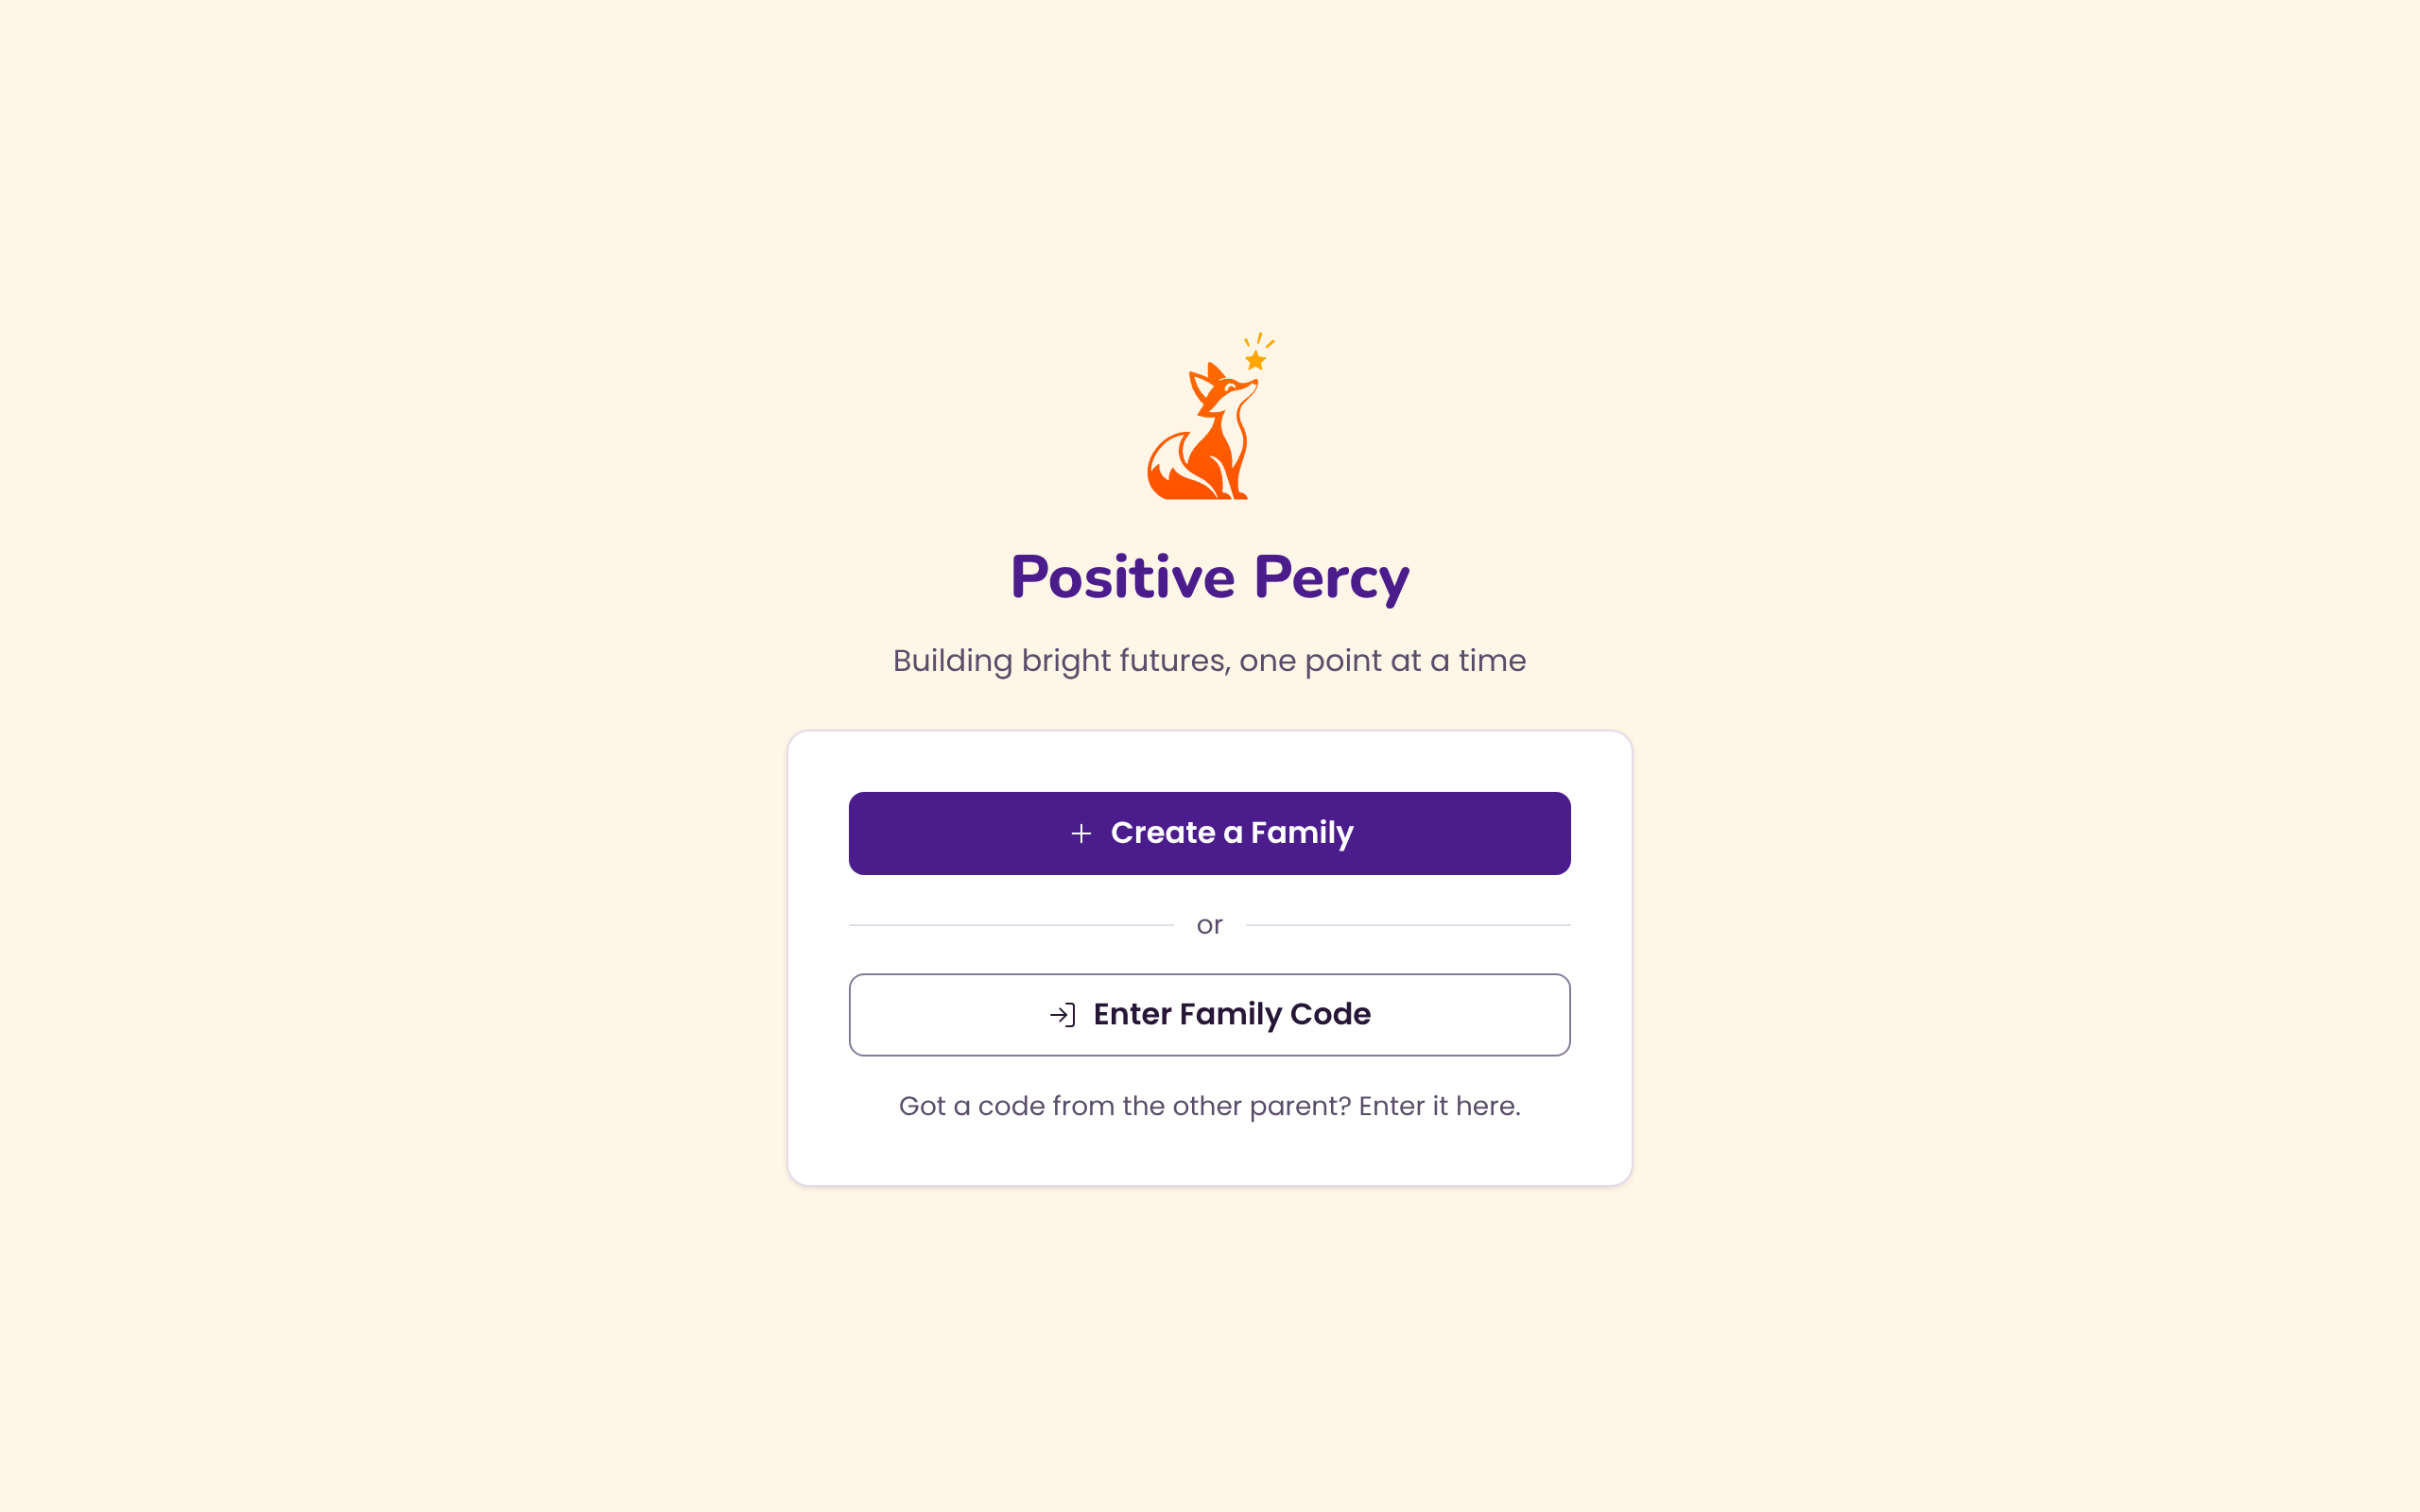 Positive Percy
Building bright futures, one point at a time
Create a Family
or
Enter Family Code
Got a code from the other parent? Enter it here.